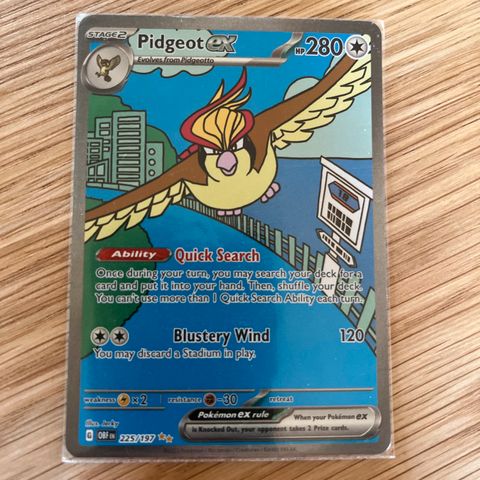 STAGE2 Pidgeot ex HP 280
Evolves from Pidgeotto
Ability Quick Search
Once during your turn, you may search your deck for a
card and put it into your hand. Then, shuffle your deck.
You can't use more than 1 Quick Search Ability each turn.
Blustery Wind 120
You may discard a Stadium in play.
weakness ×2 resistance -30 retreat
Illus. Jerky
Pokémon ex rule When your Pokémon ex
is Knocked Out, your opponent takes 2 Prize cards.
G OBF EN 225/197